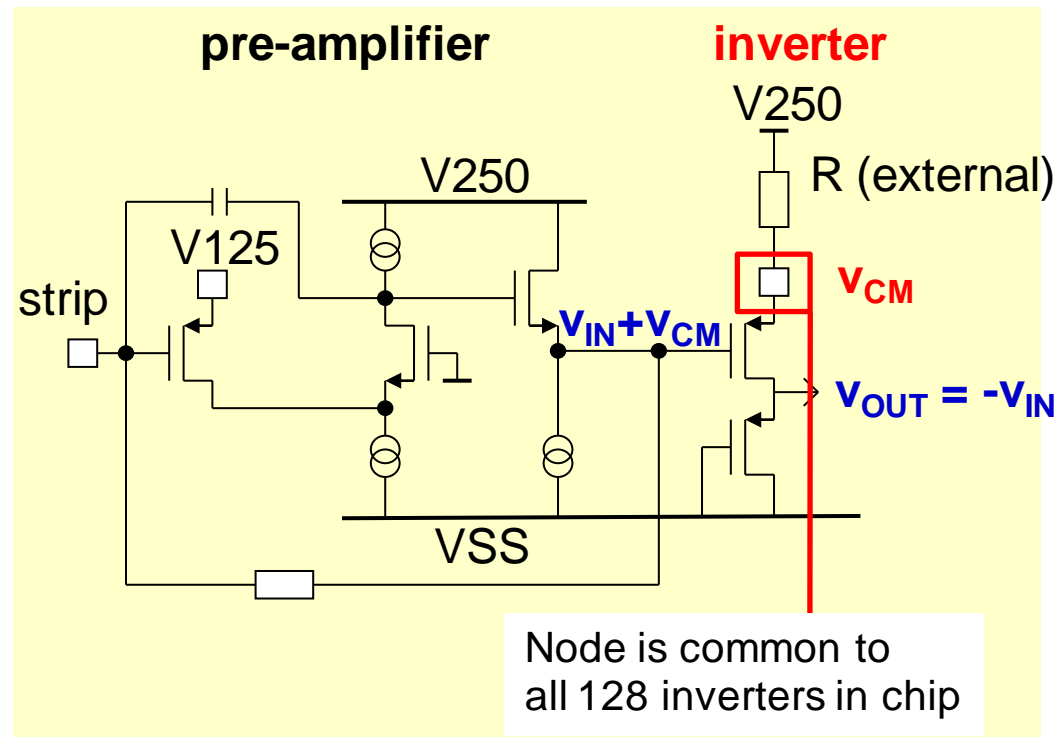 pre-amplifier
inverter
V250
R (external)
V250
V125
strip
vCM
vIN+vCM
vOUT = -vIN
VSS
Node is common to
all 128 inverters in chip